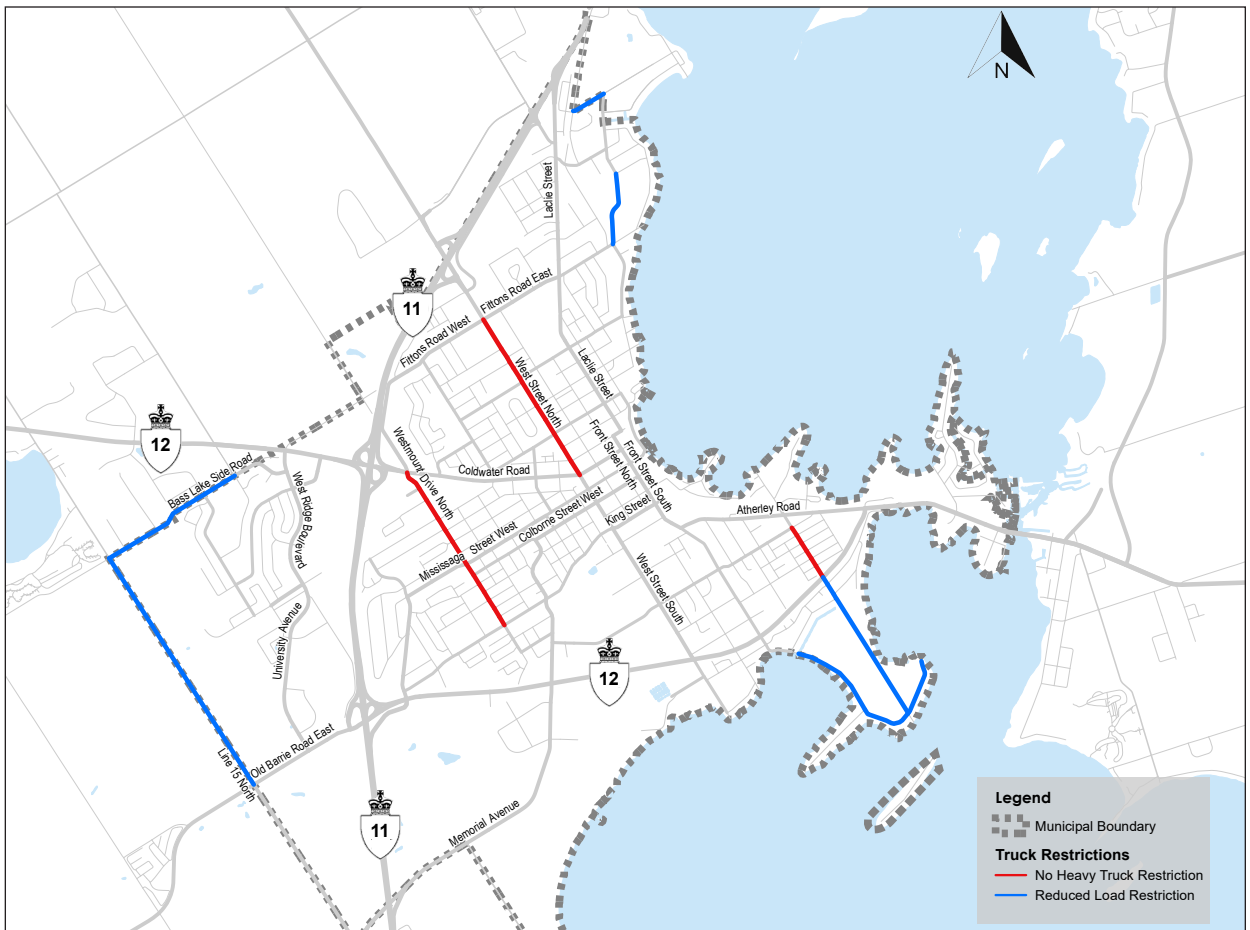 N
Laclie Street
11
Fittons Road East
Fittons Road West
West Street North
Laclie Street
12
Bass Lake Side Road
Westmount Drive North
Coldwater Road
Front Street North
Front Street South
West Ridge Boulevard
Mississaga Street West
Colborne Street West
King Street
Atherley Road
West Street South
University Avenue
12
Old Barrie Road East
Line 15 North
11
Memorial Avenue
Legend
Municipal Boundary
Truck Restrictions
No Heavy Truck Restriction
Reduced Load Restriction